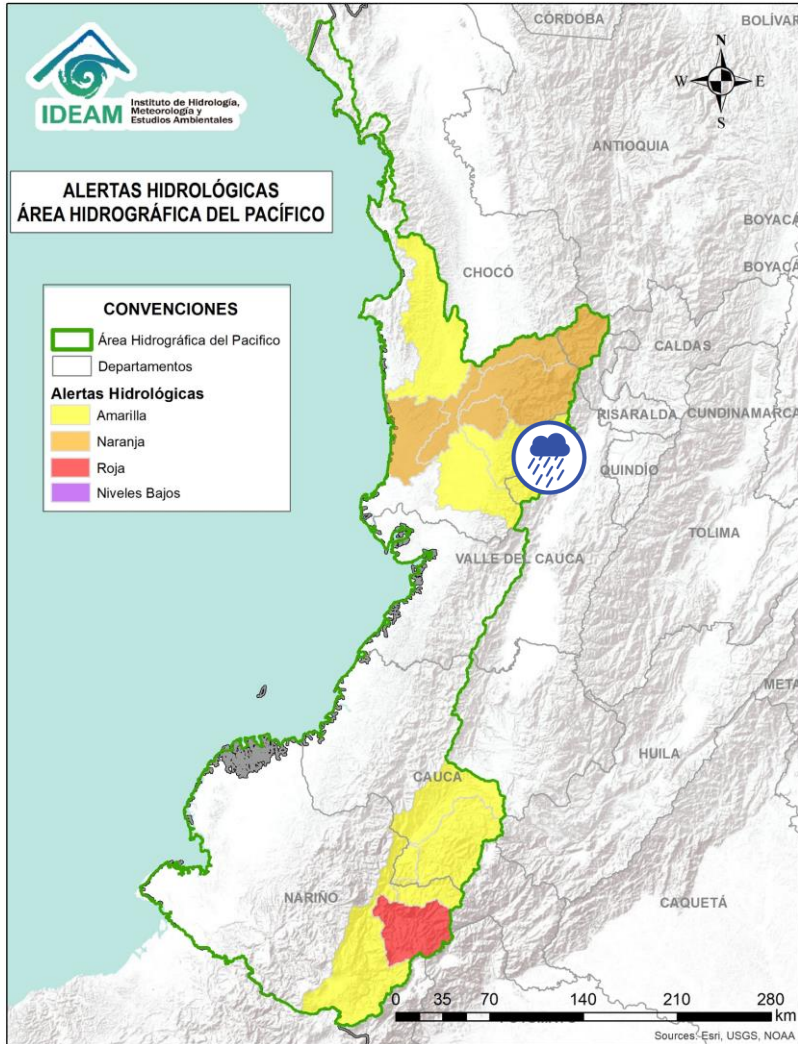 CÓRDOBA
BOLÍVAR
IDEAM
Instituto de Hidrología,
Meteorología y
Estudios Ambientales
N
W E
S
ANTIOQUIA
ALERTAS HIDROLÓGICAS
ÁREA HIDROGRÁFICA DEL PACÍFICO
BOYACÁ
BOYACÁ
CHOCÓ
CONVENCIONES
Área Hidrográfica del Pacífico
Departamentos
Alertas Hidrológicas
Amarilla
Naranja
Roja
Niveles Bajos
CALDAS
RISARALDA
CUNDINAMARCA
QUINDÍO
TOLIMA
VALLE DEL CAUCA
META
HUILA
CAUCA
NARIÑO
CAQUETÁ
0 35 70 140 210 280
km
Sources: Esri, USGS, NOAA